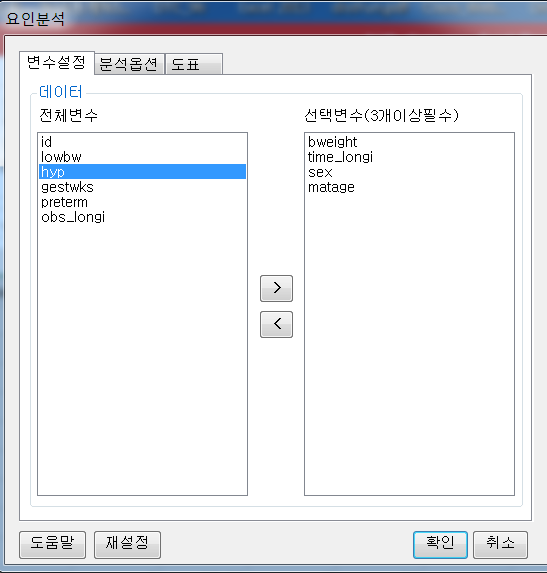 요인분석
변수설정 분석옵션 도표
데이터
전체변수
id
lowbw
hyp
gestwks
preterm
obs_longi
>
<
선택변수(3개이상필수)
bweight
time_longi
sex
matage
도움말 재설정 확인 취소